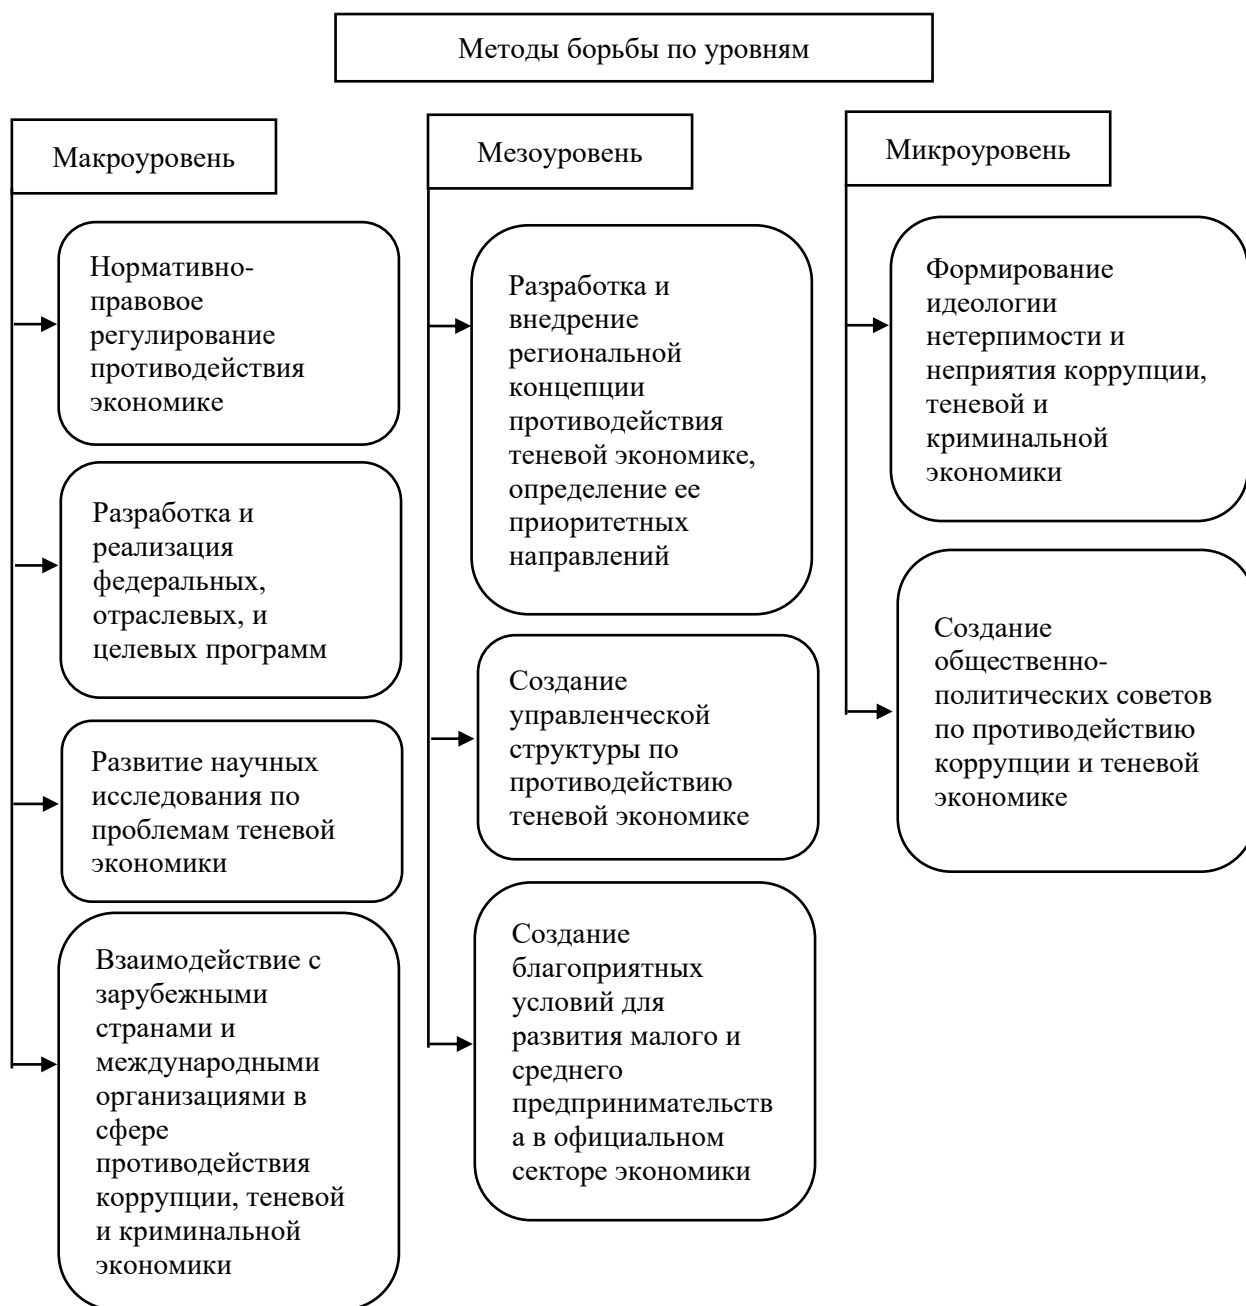 Методы борьбы по уровням
Макроуровень
Нормативно-
правовое
регулирование
противодействия
экономике
Разработка и
реализация
федеральных,
отраслевых, и
целевых программ
Развитие научных
исследования по
проблемам теневой
экономики
Взаимодействие с
зарубежными
странами и
международными
организациями в
сфере
противодействия
коррупции, теневой
и криминальной
экономики
Мезоуровень
Разработка и
внедрение
региональной
концепции
противодействия
теневой экономике,
определение ее
приоритетных
направлений
Создание
управленческой
структуры по
противодействию
теневой экономике
Создание
благоприятных
условий для
развития малого и
среднего
предпринимательств
а в официальном
секторе экономики
Микроуровень
Формирование
идеологии
нетерпимости и
неприятия коррупции,
теневой и
криминальной
экономики
Создание
общественно-
политических советов
по противодействию
коррупции и теневой
экономике